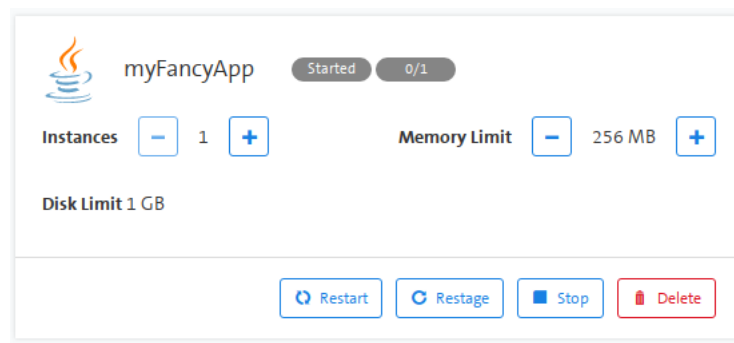 myFancyApp Started 0/1
Instances − 1 + Memory Limit − 256 MB +
Disk Limit 1 GB
Restart Restage Stop Delete